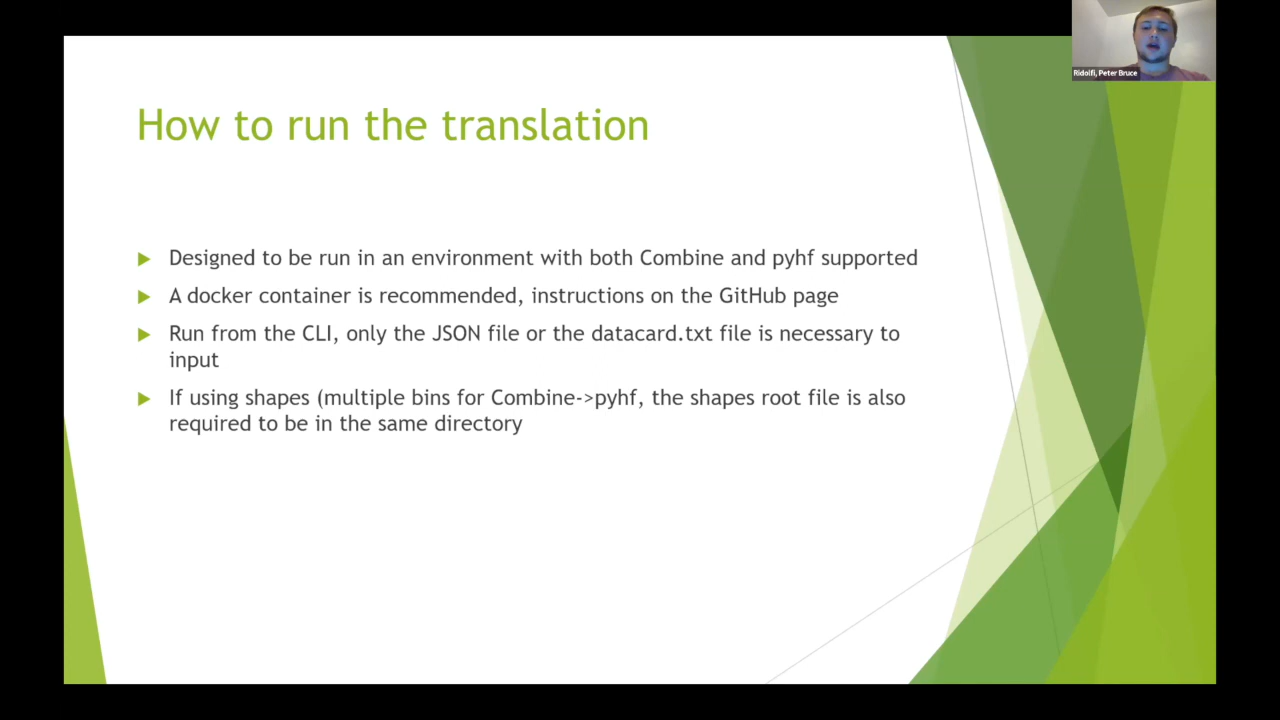 Ridolfi, Peter Bruce
How to run the translation
Designed to be run in an environment with both Combine and pyhf supported
A docker container is recommended, instructions on the GitHub page
Run from the CLI, only the JSON file or the datacard.txt file is necessary to
input
If using shapes (multiple bins for Combine->pyhf, the shapes root file is also
required to be in the same directory